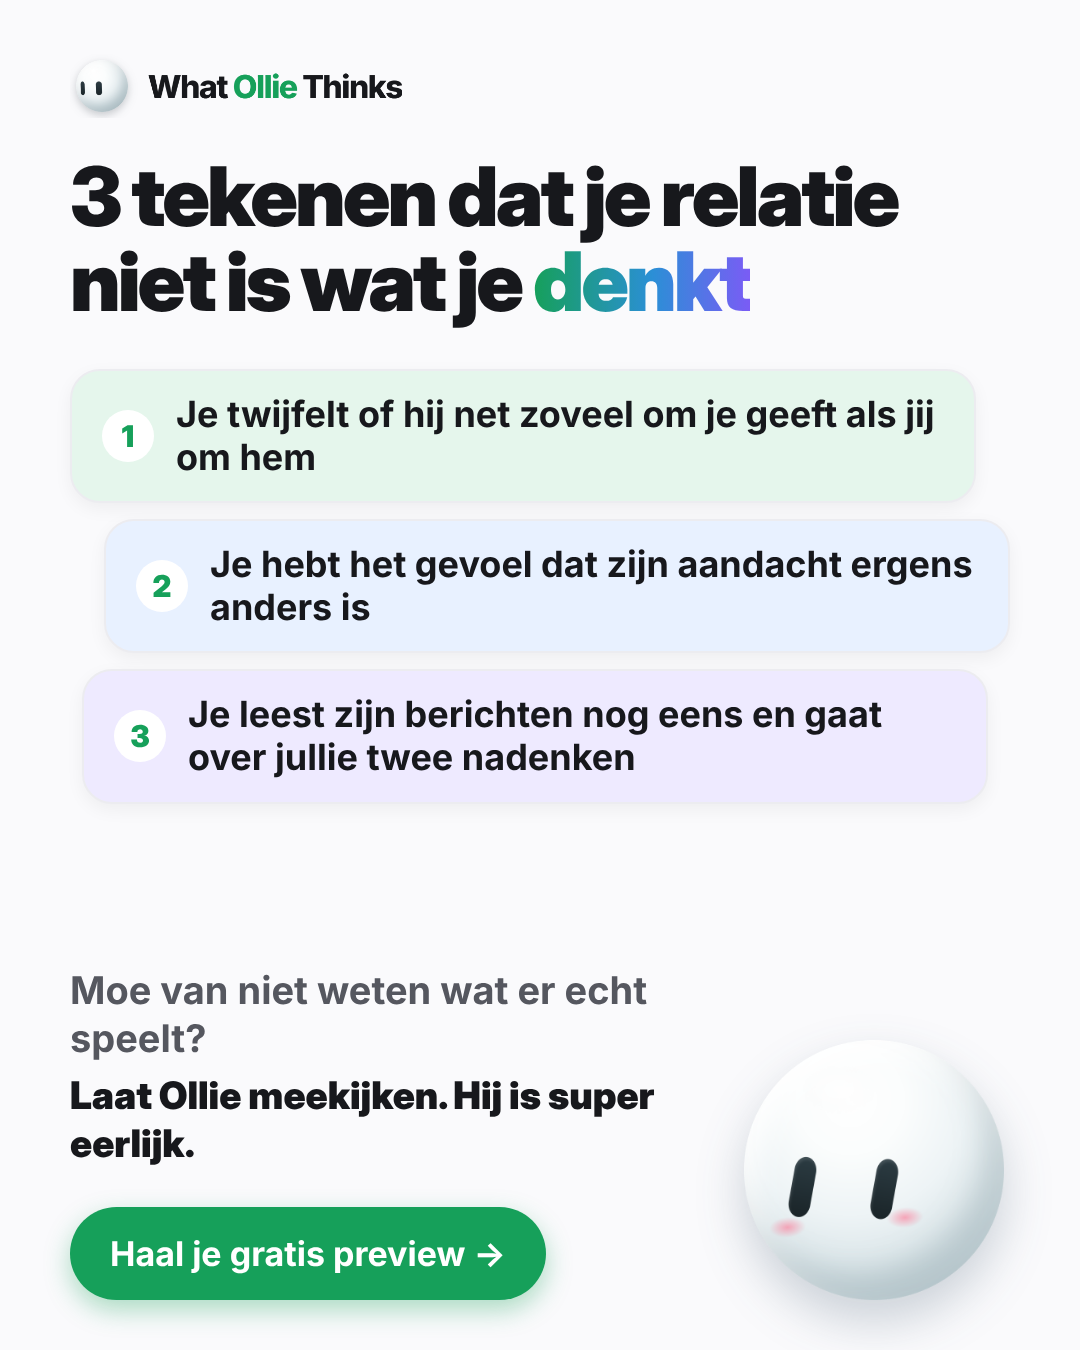 What Ollie Thinks
3 tekenen dat je relatie
niet is wat je denkt
1
Je twijfelt of hij net zoveel om je geeft als jij
om hem
2
Je hebt het gevoel dat zijn aandacht ergens
anders is
3
Je leest zijn berichten nog eens en gaat
over jullie twee nadenken
Moe van niet weten wat er echt
speelt?
Laat Ollie meekijken. Hij is super
eerlijk.
Haal je gratis preview →